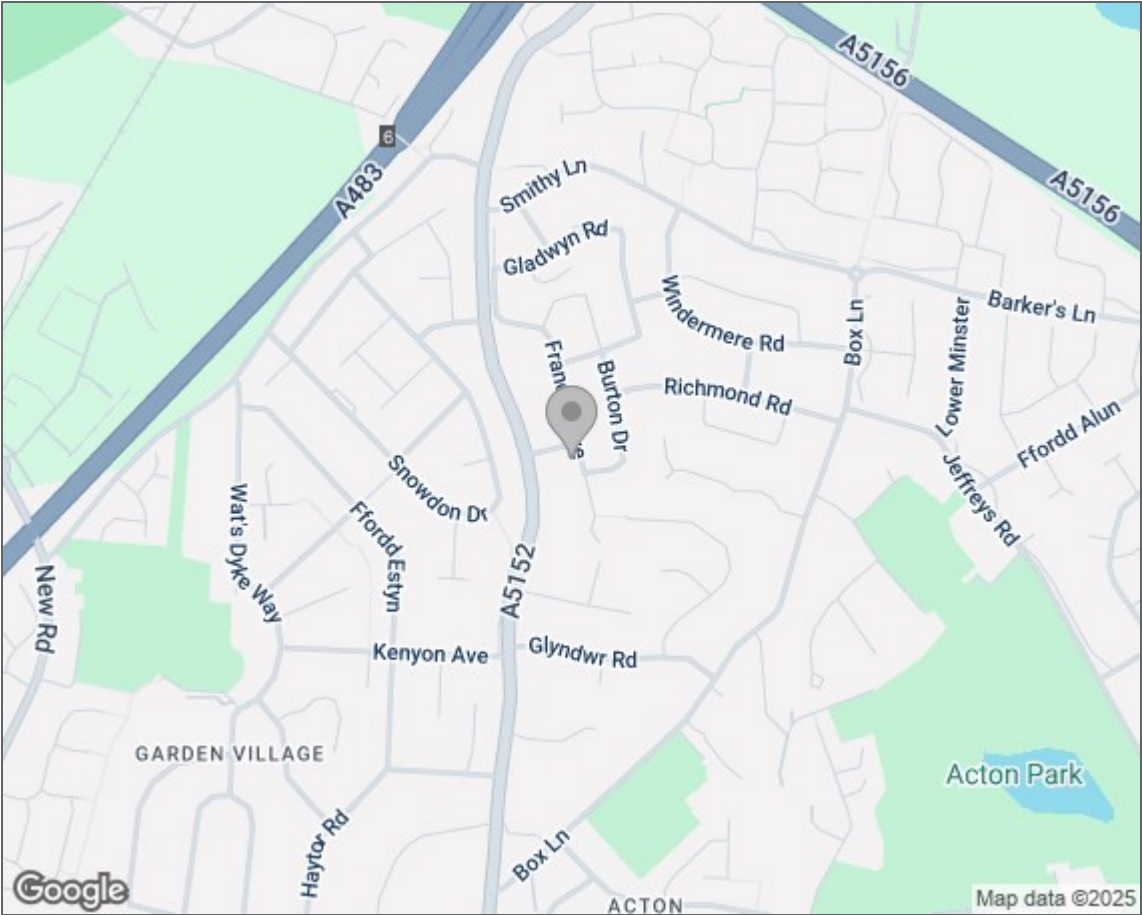 A5156
6
A483
A5156
Smithy Ln
Gladwyn Rd
Windermere Rd
Box Ln
Lower Minster
Barker's Ln
Burton Dr
Richmond Rd
Ffordd Alun
Jeffreys Rd
Snowdon Dr
Ffordd Estyn
Wat's Dyke Way
A5152
New Rd
Kenyon Ave
Glyndwr Rd
GARDEN VILLAGE
Acton Park
Haytor Rd
Box Ln
ACTON
Google
Map data ©2025